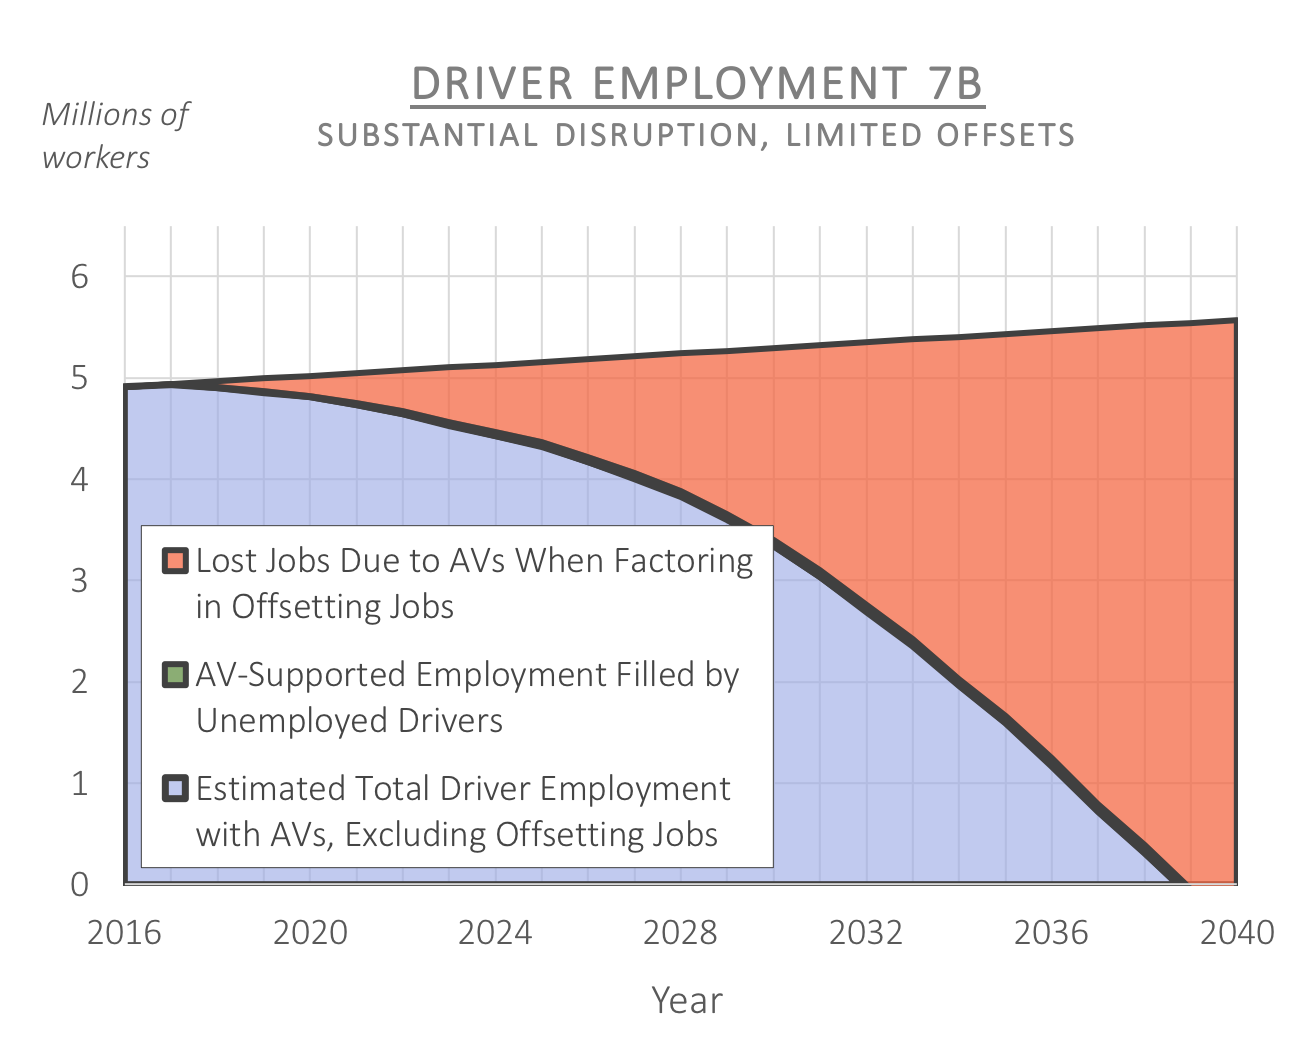 DRIVER EMPLOYMENT 7B
SUBSTANTIAL DISRUPTION, LIMITED OFFSETS
Millions of
workers
6
5
4
3
2
1
0
Lost Jobs Due to AVs When Factoring
in Offsetting Jobs
AV-Supported Employment Filled by
Unemployed Drivers
Estimated Total Driver Employment
with AVs, Excluding Offsetting Jobs
2016 2020 2024 2028 2032 2036 2040
Year